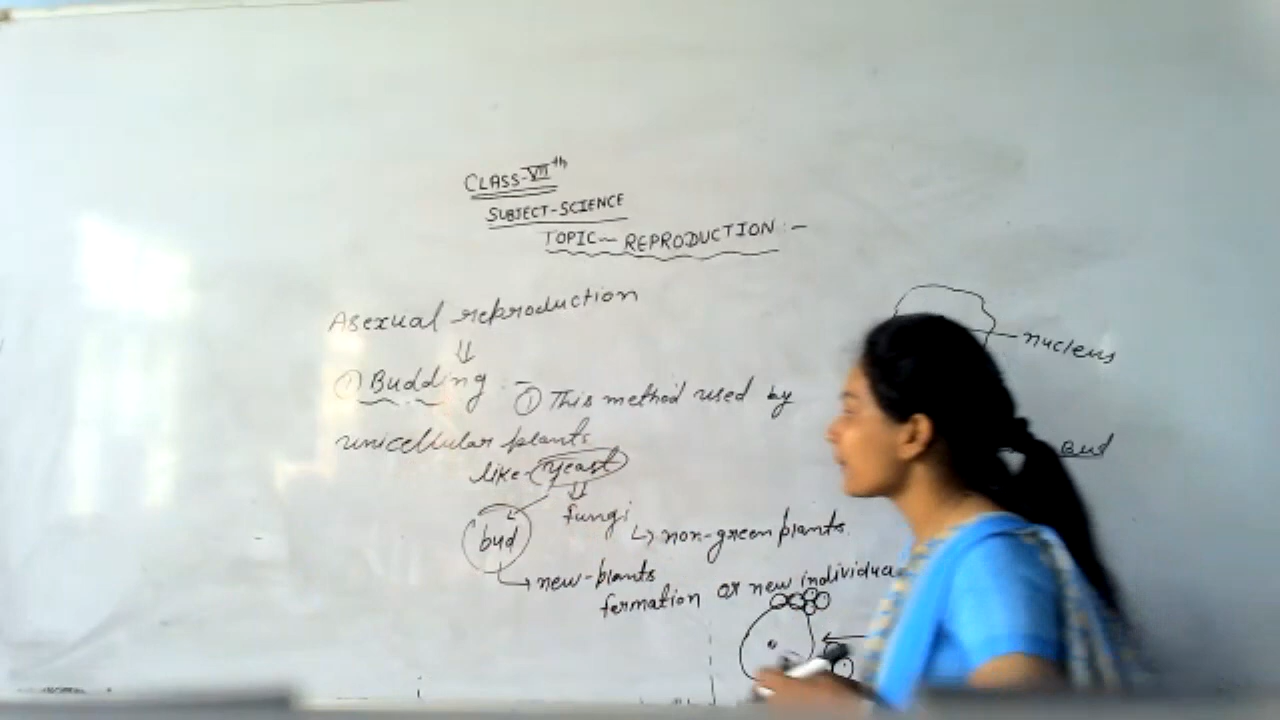 CLASS-VII th
SUBJECT-SCIENCE
TOPIC - REPRODUCTION :-
Asexual reproduction
⇓
① Budding :- ① This method used by
unicellular plants
like - yeast
⇓
fungi
↳ non-green plants.
bud
↳ new-plants
formation or new individua
nucleus
Bud